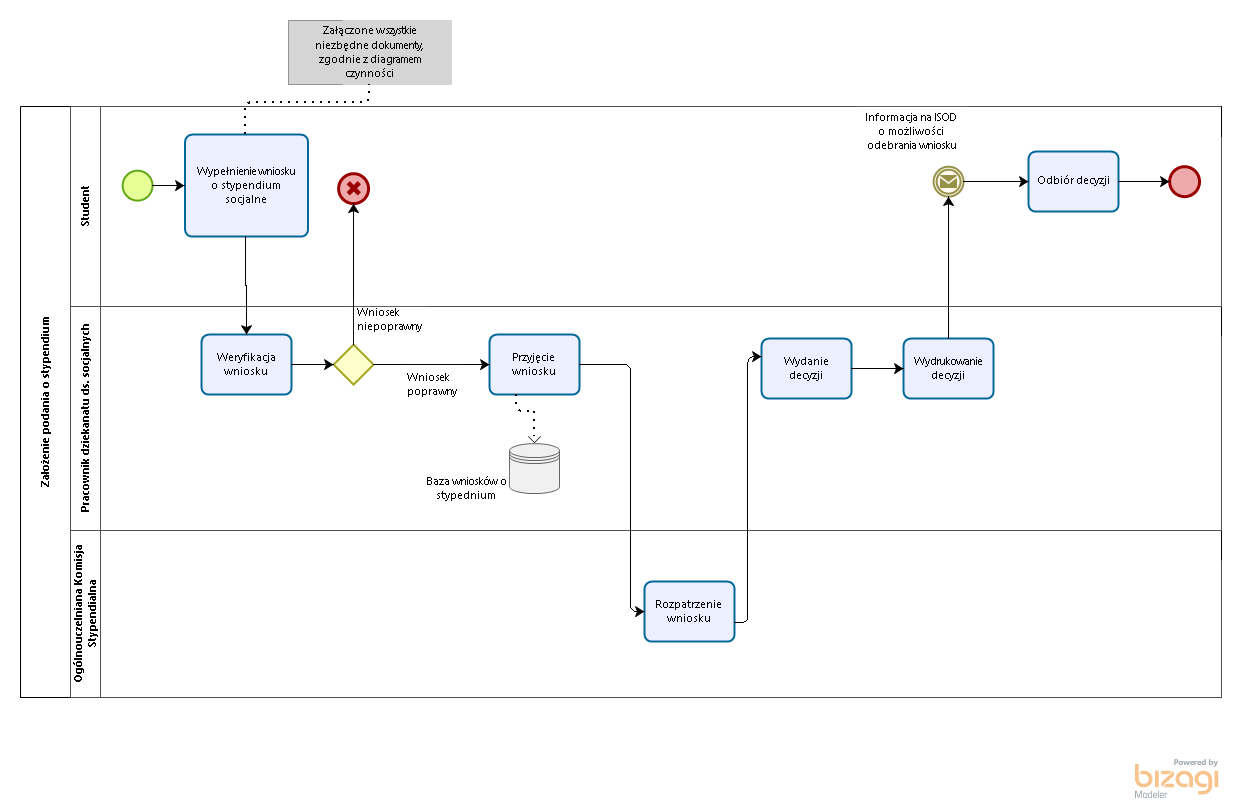 Załączone wszystkie
niezbędne dokumenty,
zgodnie z diagramem
czynności
Założenie podania o stypendium
Student
Wypełnienie wniosku
o stypendium
socjalne
Informacja na ISOD
o możliwości
odebrania wniosku
Odbiór decyzji
Pracownik dziekanatu ds. socjalnych
Weryfikacja
wniosku
Wniosek
niepoprawny
Wniosek
poprawny
Przyjęcie
wniosku
Baza wniosków o
stypednium
Wydanie
decyzji
Wydrukowanie
decyzji
Ogólnouczelniana Komisja
Stypendialna
Rozpatrzenie
wniosku
Powered by
bizagi
Modeler